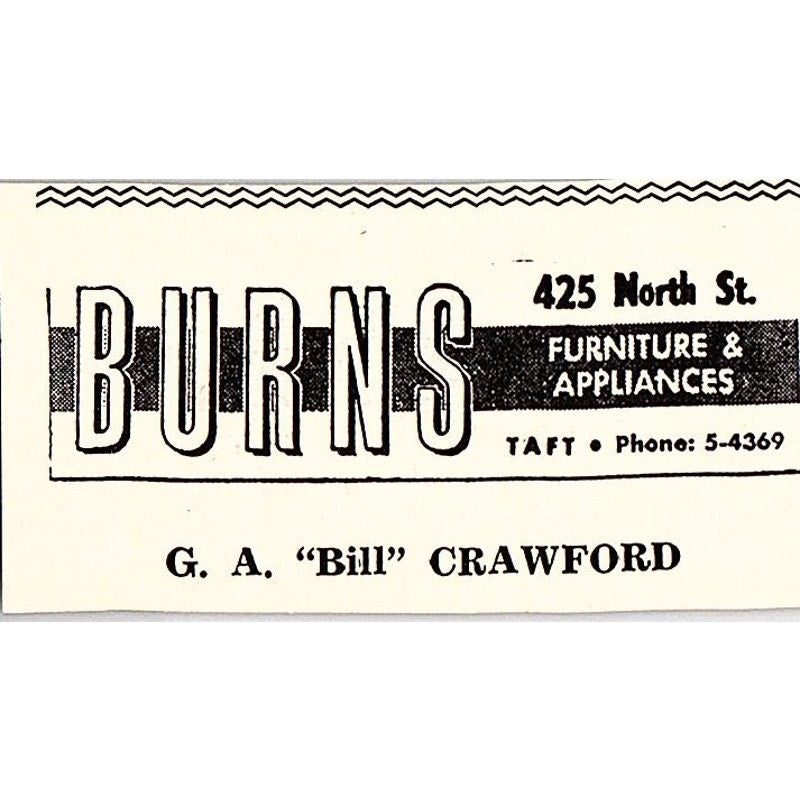 BURNS
425 North St.
FURNITURE &
APPLIANCES
TAFT • Phone: 5-4369
G. A. "Bill" CRAWFORD